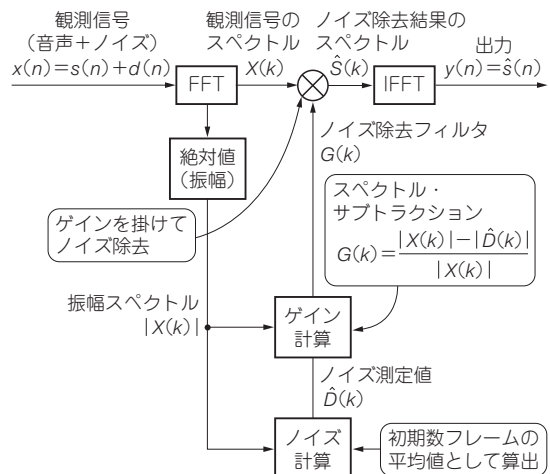 観測信号
(音声+ノイズ)
x(n)=s(n)+d(n)
観測信号の
スペクトル
X(k)
ノイズ除去結果の
スペクトル
Ŝ(k)
出力
y(n)=ŝ(n)
FFT
IFFT
絶対値
(振幅)
ノイズ除去フィルタ
G(k)
ゲインを掛けて
ノイズ除去
スペクトル・
サブトラクション
G(k)=|X(k)|-|D̂(k)|
|X(k)|
振幅スペクトル
|X(k)|
ゲイン
計算
ノイズ測定値
D̂(k)
ノイズ
計算
初期数フレームの
平均値として算出